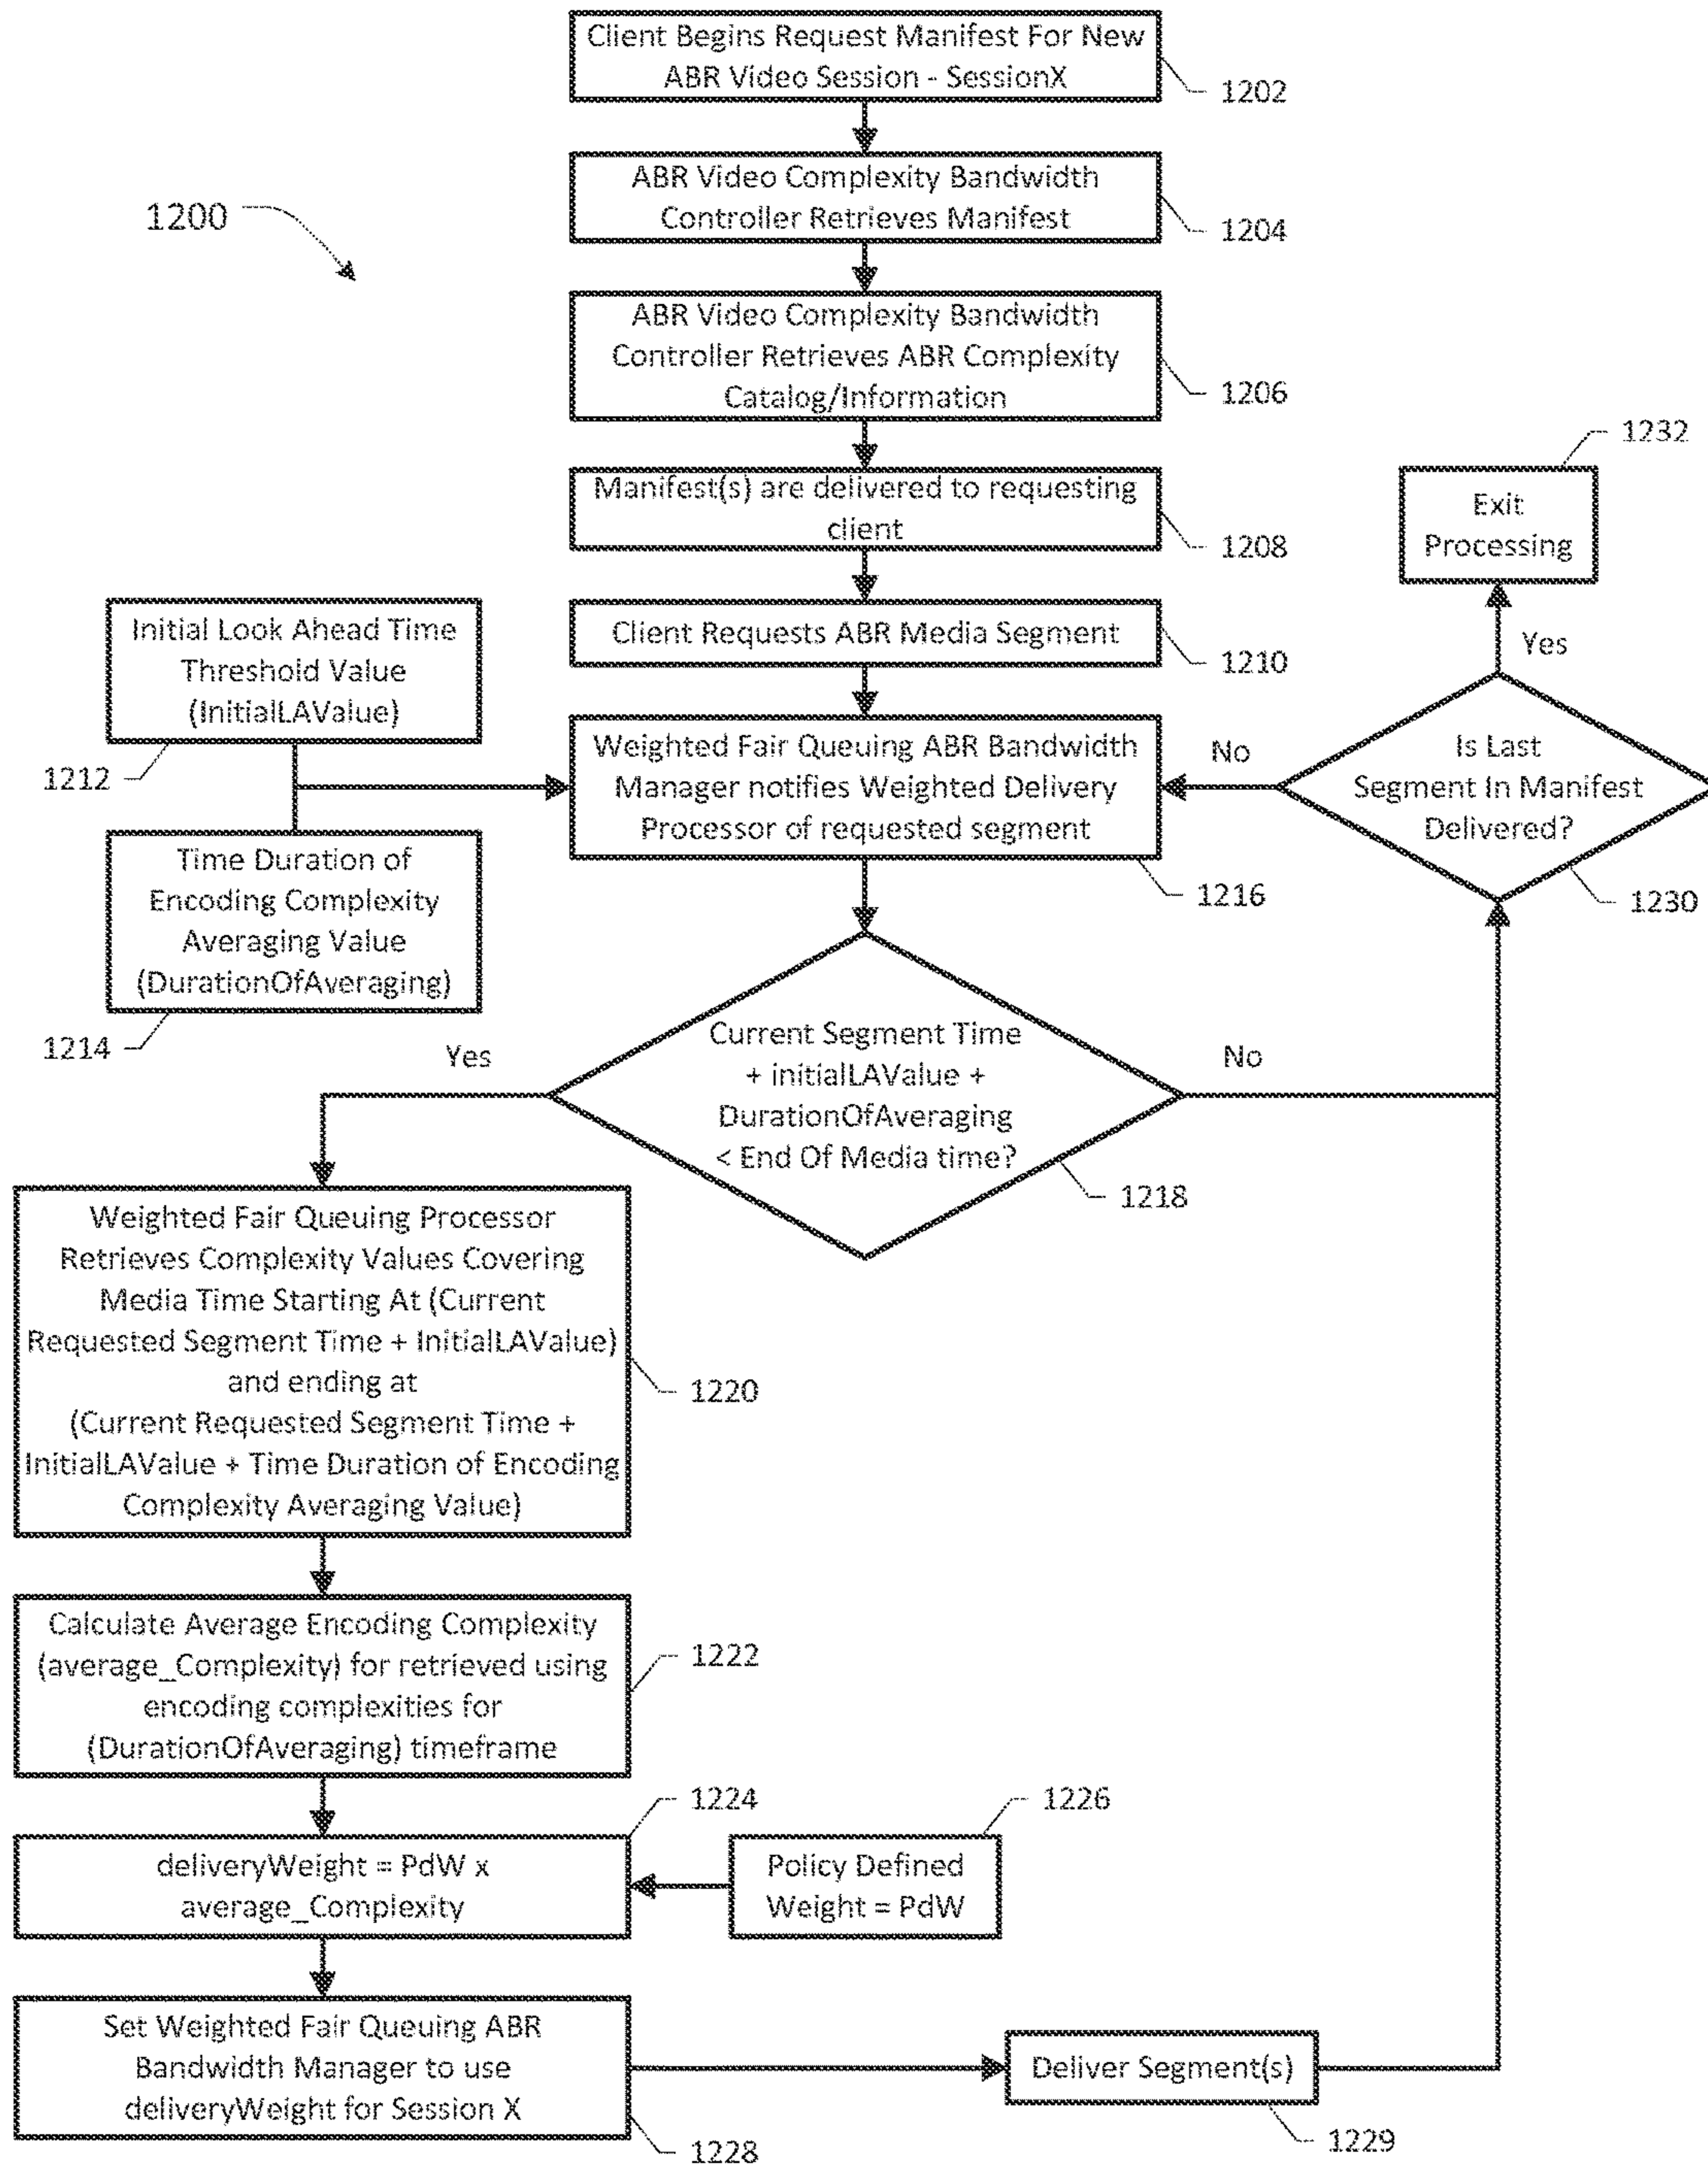 Client Begins Request Manifest For New
ABR Video Session - SessionX
1202
ABR Video Complexity Bandwidth
Controller Retrieves Manifest
1204
1200
ABR Video Complexity Bandwidth
Controller Retrieves ABR Complexity
Catalog/Information
1206
Manifest(s) are delivered to requesting
client
1208
1232
Exit
Processing
Client Requests ABR Media Segment
1210
Yes
Initial Look Ahead Time
Threshold Value
(InitialLAValue)
1212
Weighted Fair Queuing ABR Bandwidth
Manager notifies Weighted Delivery
Processor of requested segment
1216
No
Is Last
Segment In Manifest
Delivered?
1230
Time Duration of
Encoding Complexity
Averaging Value
(DurationOfAveraging)
1214
Yes
Current Segment Time
+ initialLAValue +
DurationOfAveraging
< End Of Media time?
1218
No
Weighted Fair Queuing Processor
Retrieves Complexity Values Covering
Media Time Starting At (Current
Requested Segment Time + InitialLAValue)
and ending at
(Current Requested Segment Time +
InitialLAValue + Time Duration of Encoding
Complexity Averaging Value)
1220
Calculate Average Encoding Complexity
(average_Complexity) for retrieved using
encoding complexities for
(DurationOfAveraging) timeframe
1222
1224
1226
deliveryWeight = PdW x
average_Complexity
Policy Defined
Weight = PdW
Set Weighted Fair Queuing ABR
Bandwidth Manager to use
deliveryWeight for Session X
1228
Deliver Segment(s)
1229